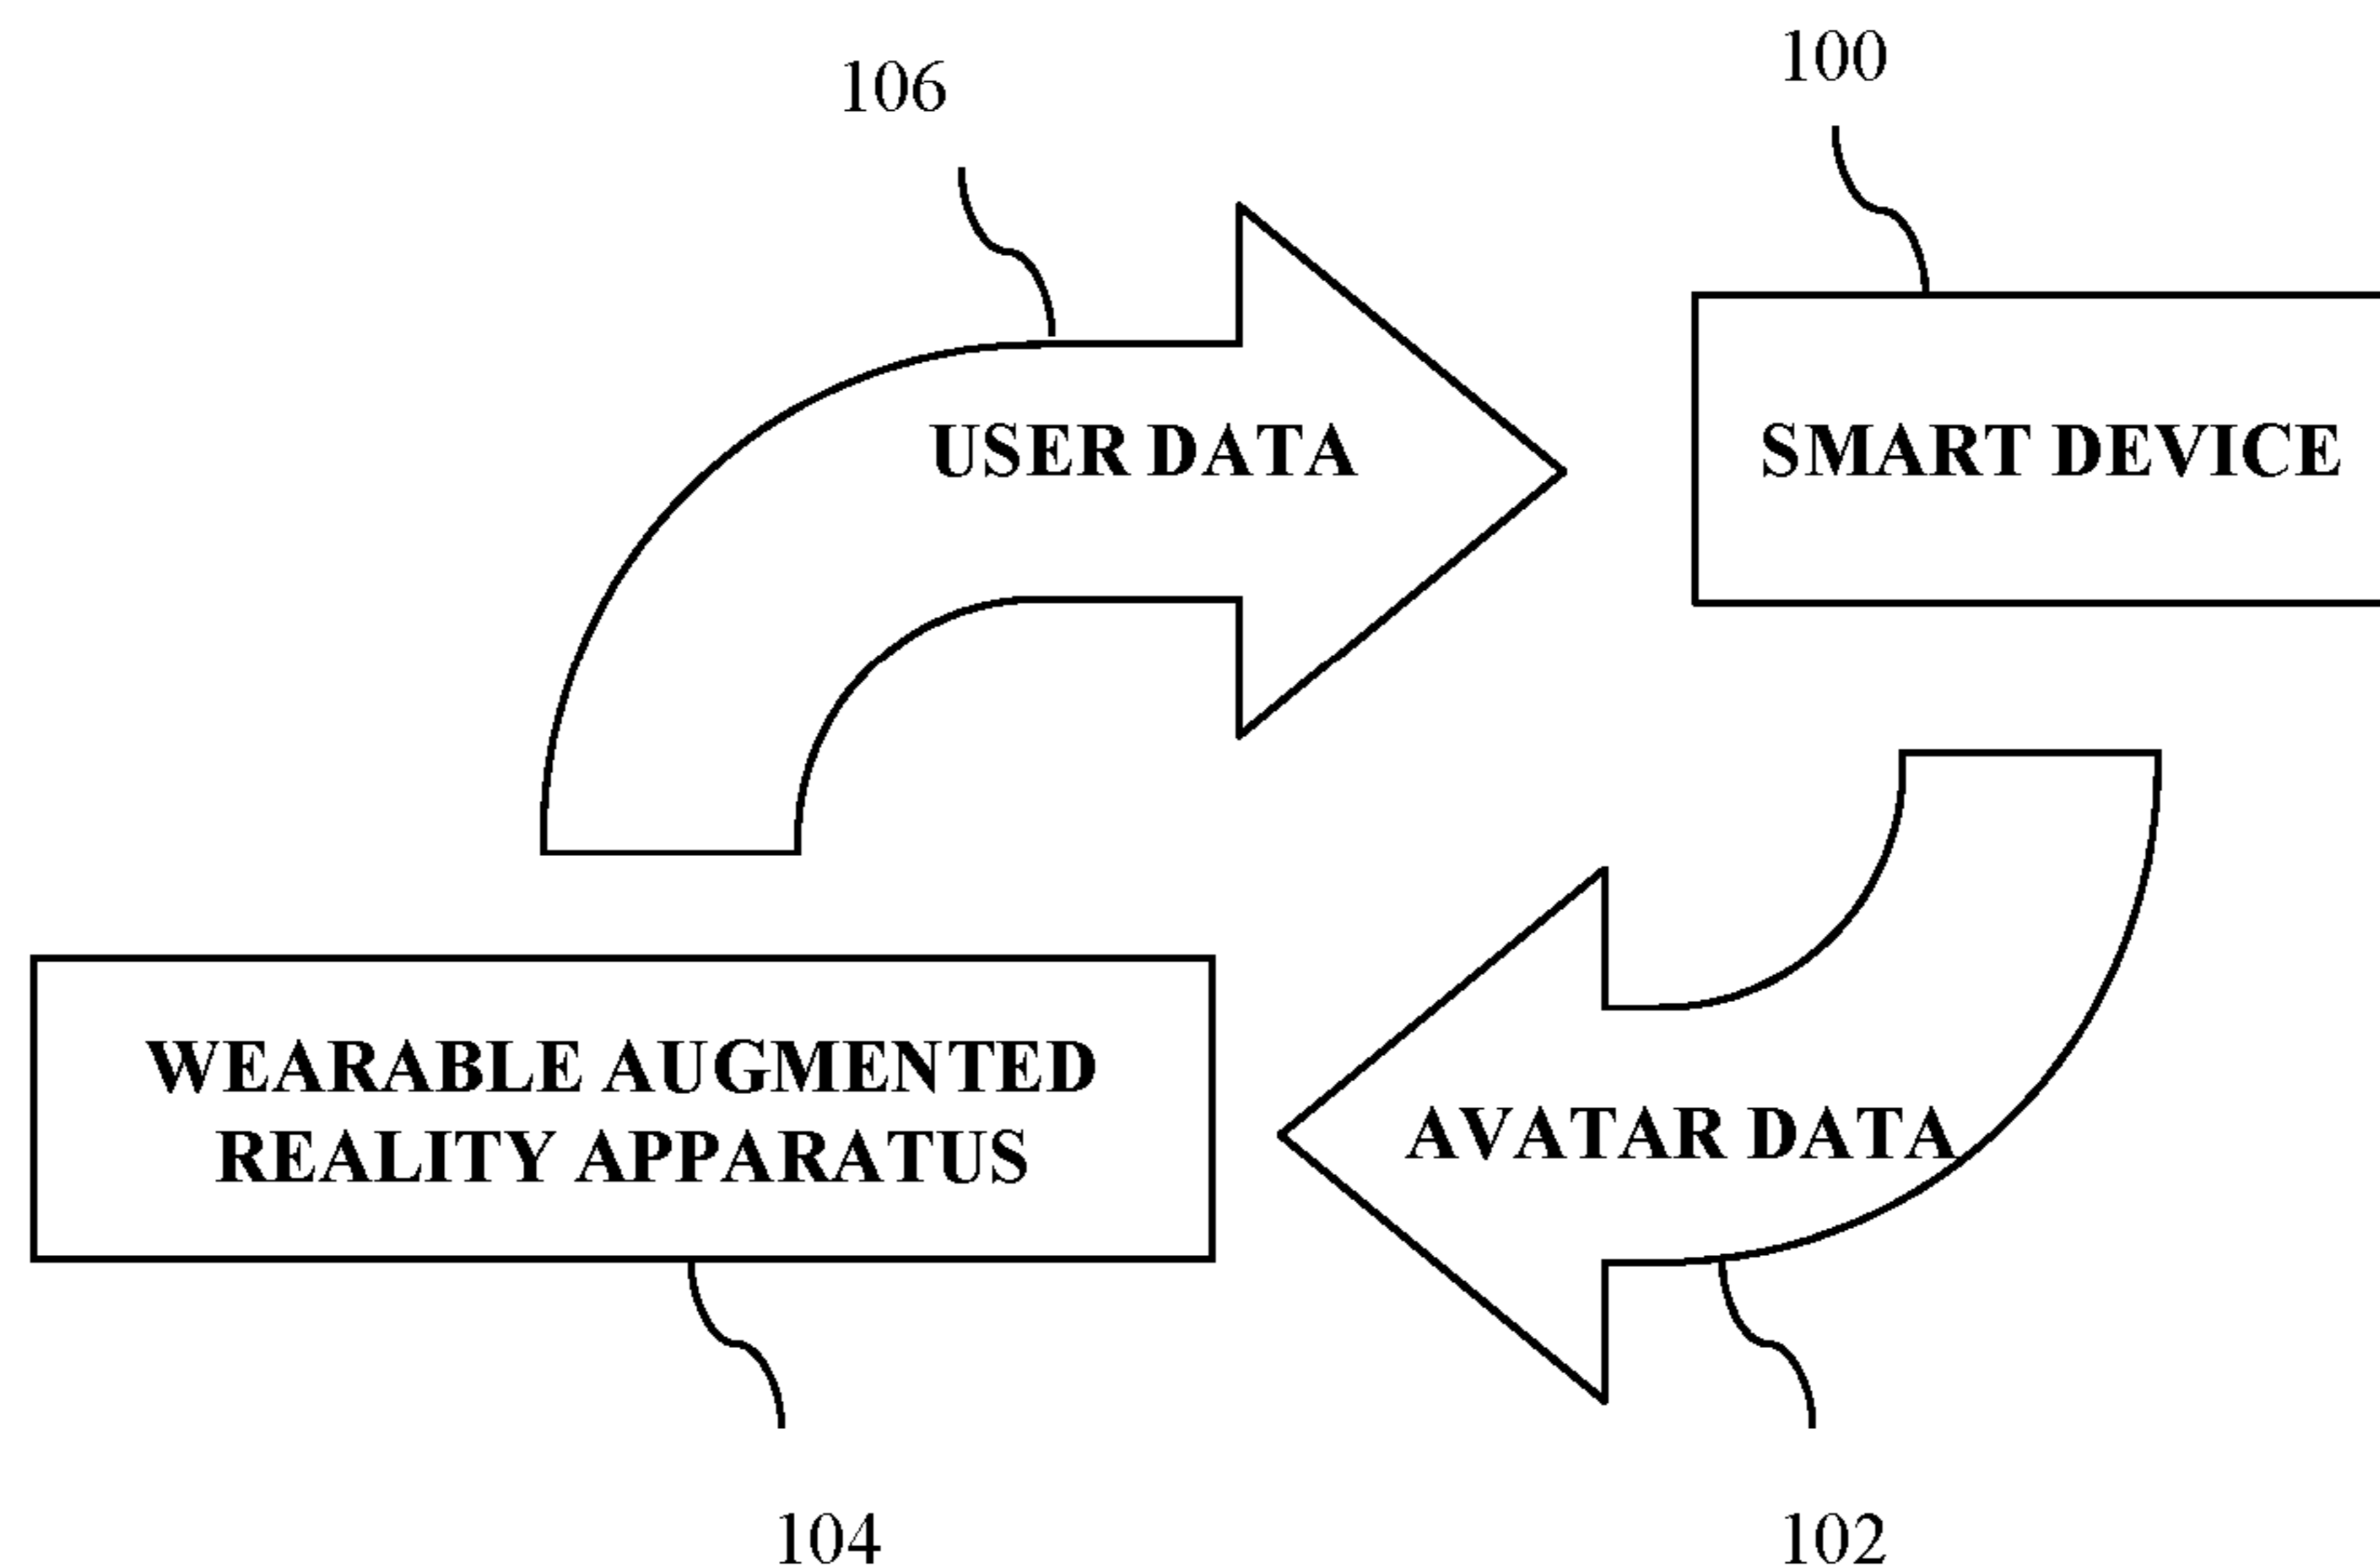 106
100
USER DATA
SMART DEVICE
WEARABLE AUGMENTED
REALITY APPARATUS
AVATAR DATA
104
102